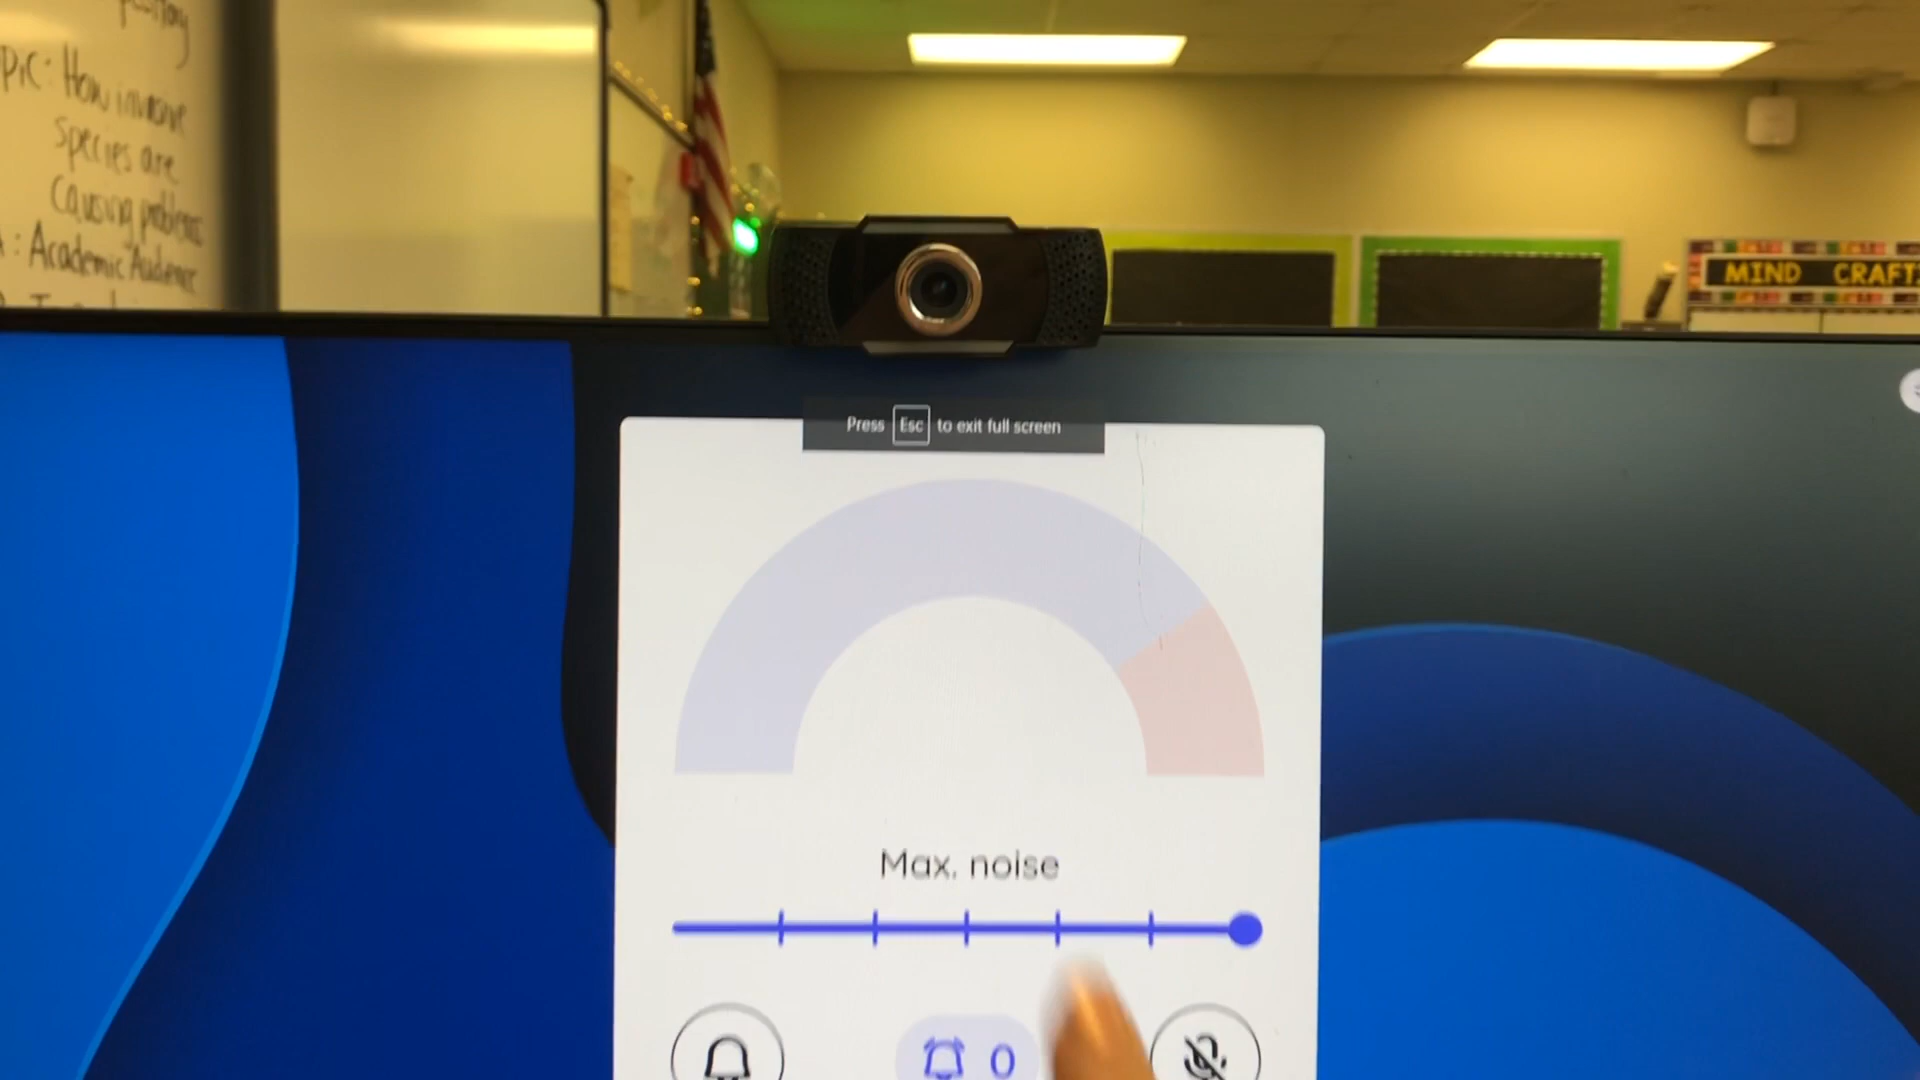 pic: How invasive
species are
causing problems
: Academic Audience
MIND CRAFT
Press Esc to exit full screen
Max. noise
0